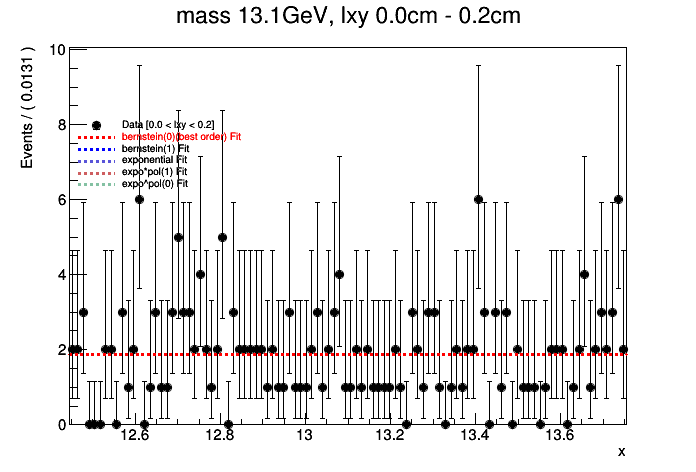 mass 13.1GeV, lxy 0.0cm - 0.2cm
Events / ( 0.0131 )
10
8
6
4
2
0
Data [0.0 < lxy < 0.2]
bernstein(0)(best order) Fit
bernstein(1) Fit
exponential Fit
expo*pol(1) Fit
expo*pol(0) Fit
12.6 12.8 13 13.2 13.4 13.6
x